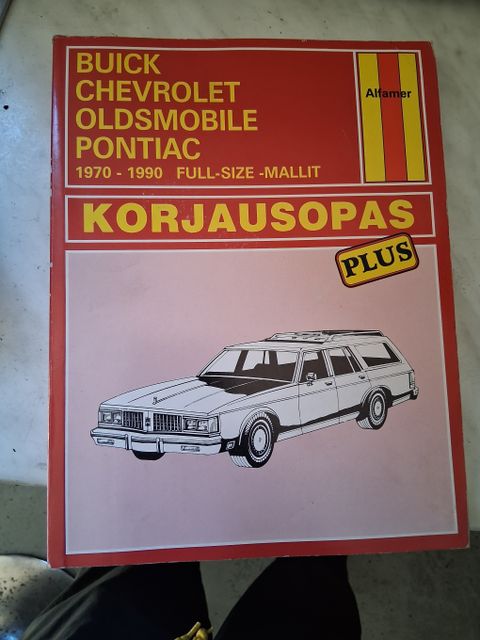 BUICK
CHEVROLET
OLDSMOBILE
PONTIAC
1970 - 1990 FULL-SIZE -MALLIT
Alfamer
KORJAUSOPAS
PLUS